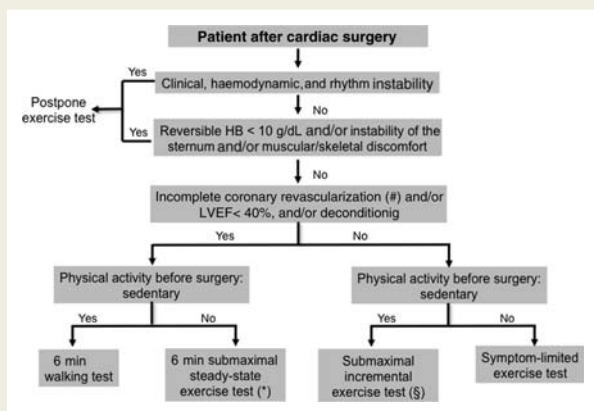 Patient after cardiac surgery
Yes
Clinical, haemodynamic, and rhythm instability
Postpone
exercise test
No
Yes
Reversible HB < 10 g/dL and/or instability of the
sternum and/or muscular/skeletal discomfort
No
Incomplete coronary revascularization (#) and/or
LVEF< 40%, and/or deconditionig
Yes
No
Physical activity before surgery:
sedentary
Physical activity before surgery:
sedentary
Yes
No
Yes
No
6 min
walking test
6 min submaximal
steady-state
exercise test (*)
Submaximal
incremental
exercise test (§)
Symptom-limited
exercise test